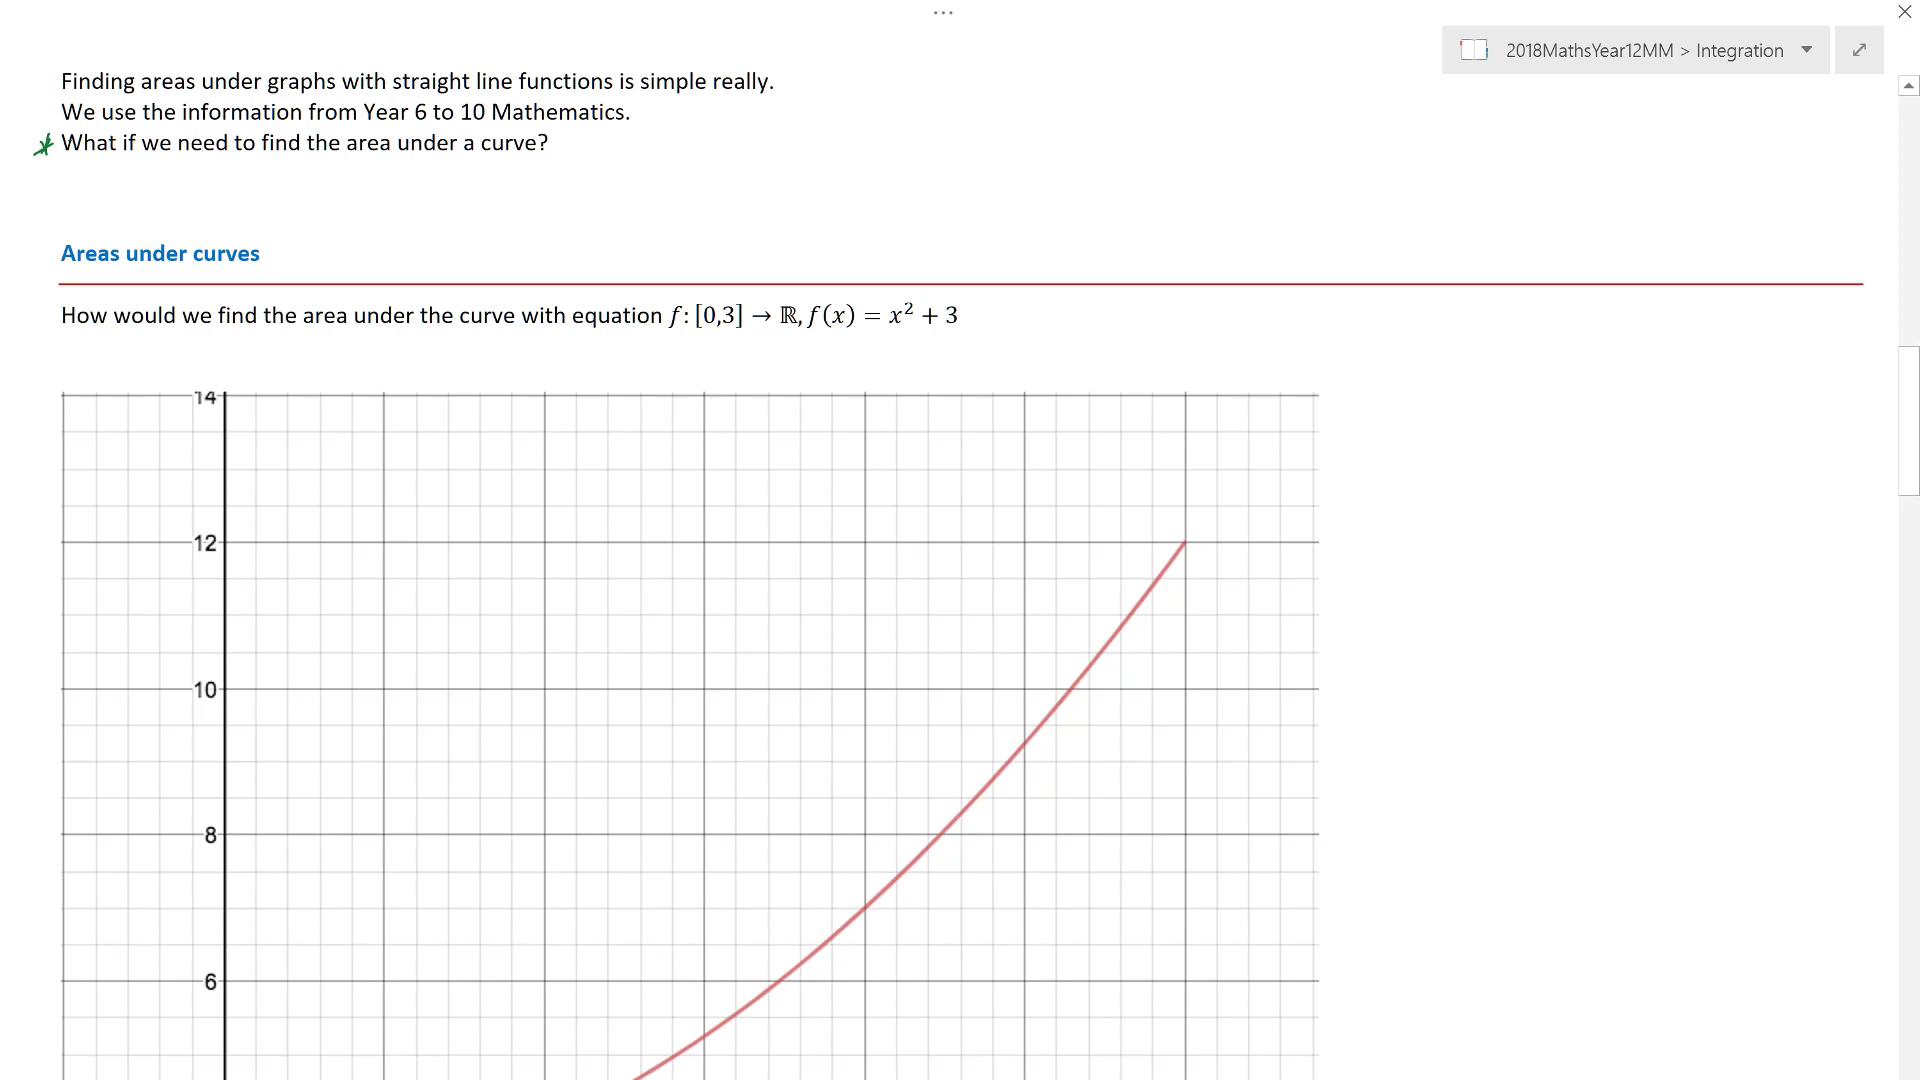 ...
2018MathsYear12MM > Integration
Finding areas under graphs with straight line functions is simple really.
We use the information from Year 6 to 10 Mathematics.
What if we need to find the area under a curve?
Areas under curves
How would we find the area under the curve with equation f: [0,3] → ℝ, f(x) = x² + 3
14
12
10
8
6